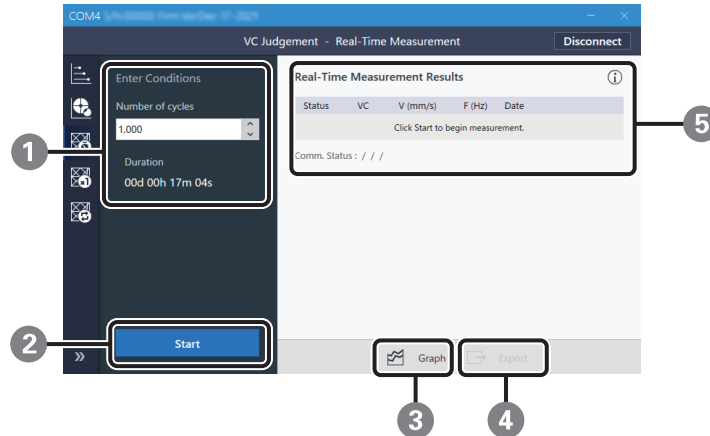 COM4
VC Judgement - Real-Time Measurement
Disconnect
Enter Conditions
Number of cycles
1,000
Duration
00d 00h 17m 04s
Start
Real-Time Measurement Results
Status VC V (mm/s) F (Hz) Date
Click Start to begin measurement.
Comm. Status : / / /
Graph
Export
1
2
3
4
5